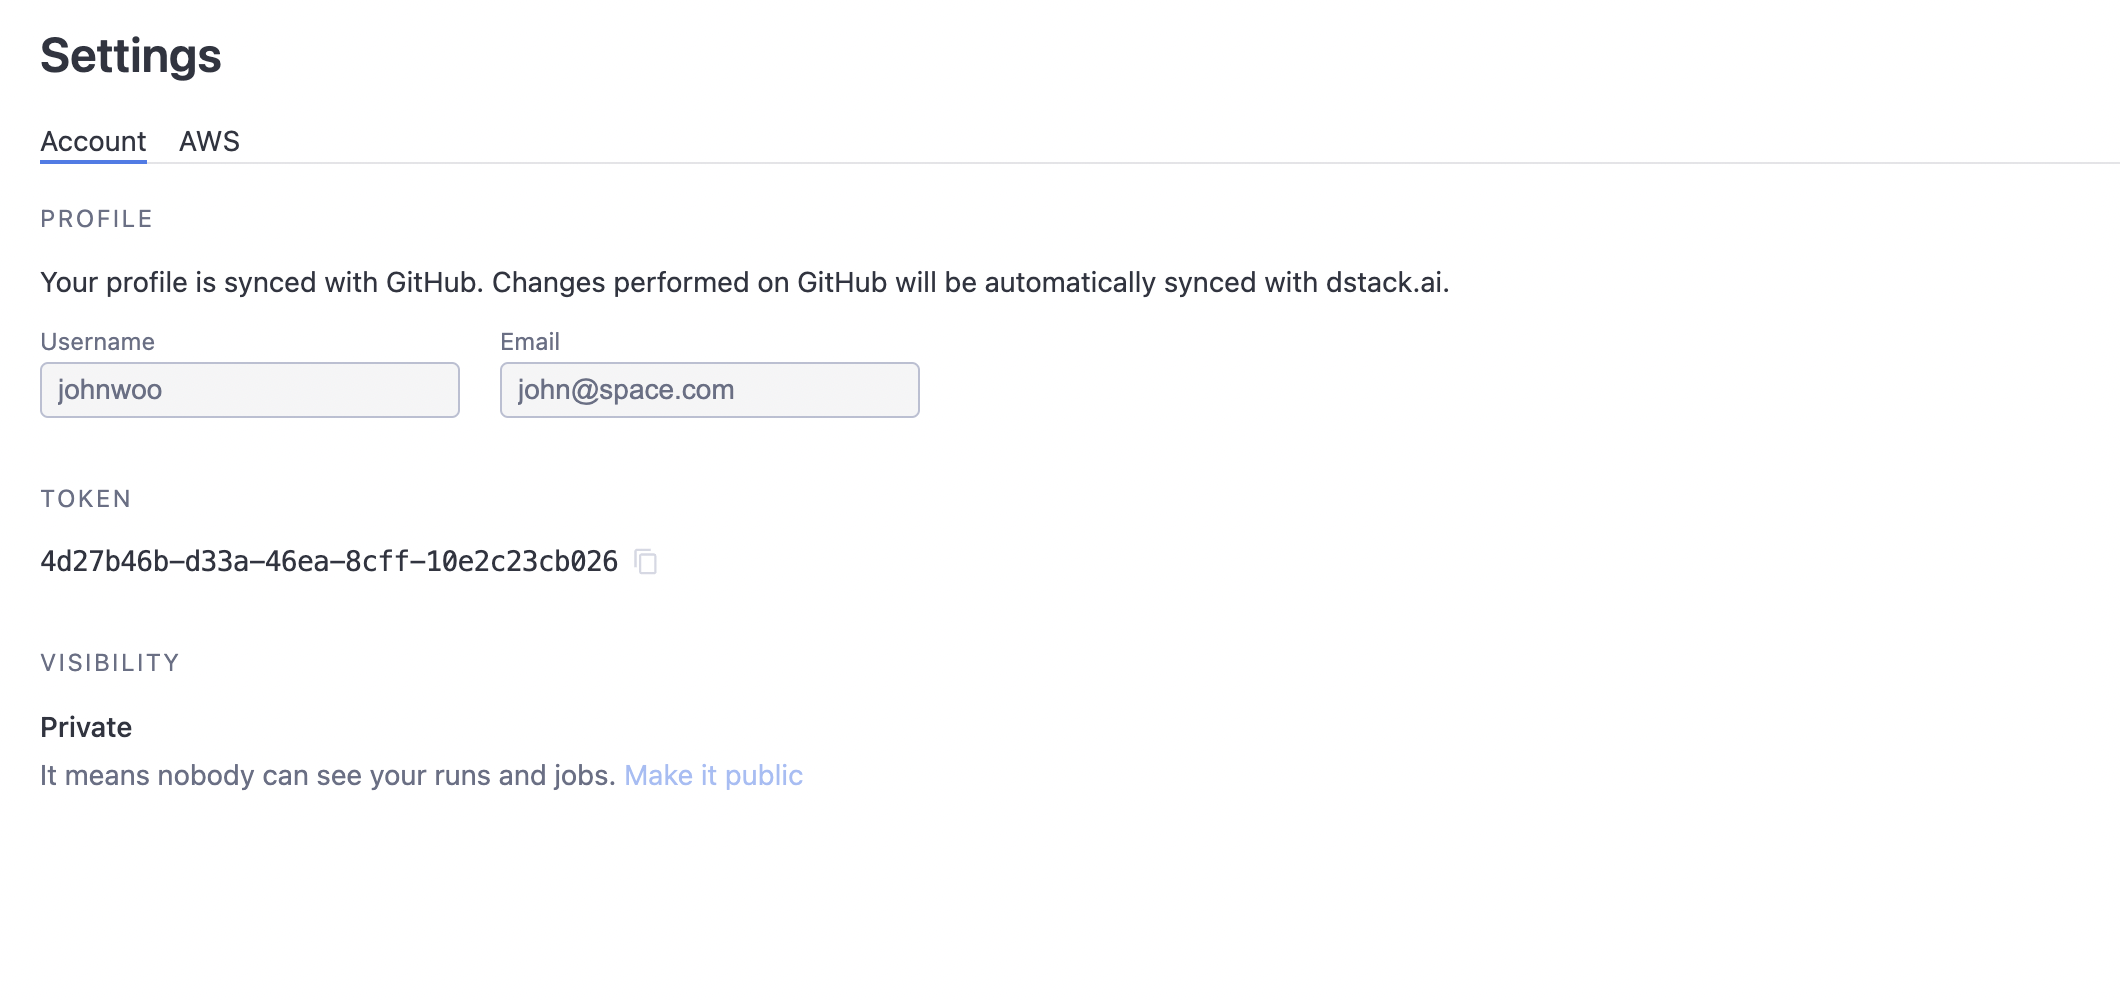 Settings
Account AWS
PROFILE
Your profile is synced with GitHub. Changes performed on GitHub will be automatically synced with dstack.ai.
Username Email
johnwoo john@space.com
TOKEN
4d27b46b-d33a-46ea-8cff-10e2c23cb026
VISIBILITY
Private
It means nobody can see your runs and jobs. Make it public